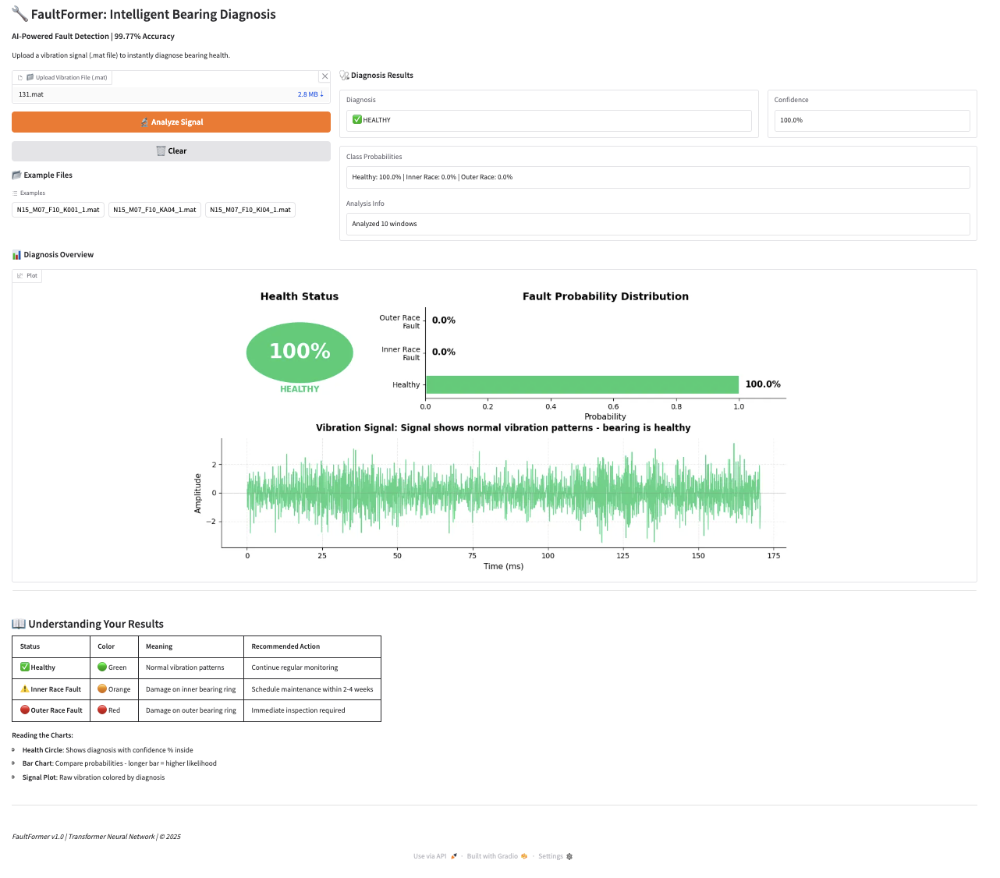 🔧 FaultFormer: Intelligent Bearing Diagnosis
AI-Powered Fault Detection | 99.77% Accuracy
Upload a vibration signal (.mat file) to instantly diagnose bearing health.
📁 Upload Vibration File (.mat)
131.mat 2.8 MB ↓
🔬 Analyze Signal
🗑️ Clear
📂 Example Files
Examples
N15_M07_F10_K001_1.mat N15_M07_F10_KA04_1.mat N15_M07_F10_KI04_1.mat
🩺 Diagnosis Results
Diagnosis
✅ HEALTHY
Confidence
100.0%
Class Probabilities
Healthy: 100.0% | Inner Race: 0.0% | Outer Race: 0.0%
Analysis Info
Analyzed 10 windows
📊 Diagnosis Overview
Plot
Health Status
100%
HEALTHY
Fault Probability Distribution
Outer Race
Fault
0.0%
Inner Race
Fault
0.0%
Healthy
100.0%
0.0 0.2 0.4 0.6 0.8 1.0
Probability
Vibration Signal: Signal shows normal vibration patterns - bearing is healthy
Amplitude
2
0
−2
0 25 50 75 100 125 150 175
Time (ms)
📖 Understanding Your Results
Status Color Meaning Recommended Action
✅ Healthy 🟢 Green Normal vibration patterns Continue regular monitoring
⚠️ Inner Race Fault 🟠 Orange Damage on inner bearing ring Schedule maintenance within 2-4 weeks
🔴 Outer Race Fault 🔴 Red Damage on outer bearing ring Immediate inspection required
Reading the Charts:
Health Circle: Shows diagnosis with confidence % inside
Bar Chart: Compare probabilities - longer bar = higher likelihood
Signal Plot: Raw vibration colored by diagnosis
FaultFormer v1.0 | Transformer Neural Network | © 2025
Use via API 🚀 · Built with Gradio · Settings ⚙️